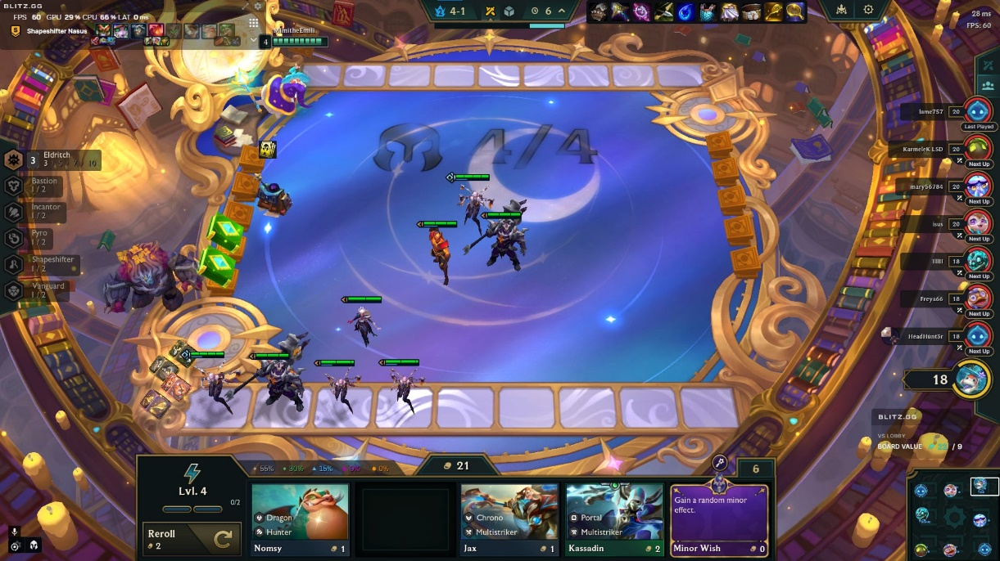 BLITZ.GG
FPS 60 GPU 29 % CPU 66 % LAT 0 ms
S Shapeshifter Nasus
4
MimitheEmili
4-1
6
28 ms
FPS: 60
4/4
3 Eldritch
3 5 7 10
Bastion
1 / 2
Incantor
1 / 2
Pyro
1 / 2
Shapeshifter
1 / 2
Vanguard
1 / 2
lame757 20
Last Played
KarmeleK LSD 20
Next Up
mary56784 20
Next Up
isus 20
Next Up
18
Next Up
Freya66 18
Next Up
HeadHunt3r 18
Next Up
18
BLITZ.GG
VS LOBBY
BOARD VALUE / 9
55% 30% 15% 0% 0%
21
6
Lvl. 4
0/2
Reroll
2
Dragon
Hunter
Nomsy 1
Chrono
Multistriker
Jax 1
Portal
Multistriker
Kassadin 2
Gain a random minor
effect.
Minor Wish 0